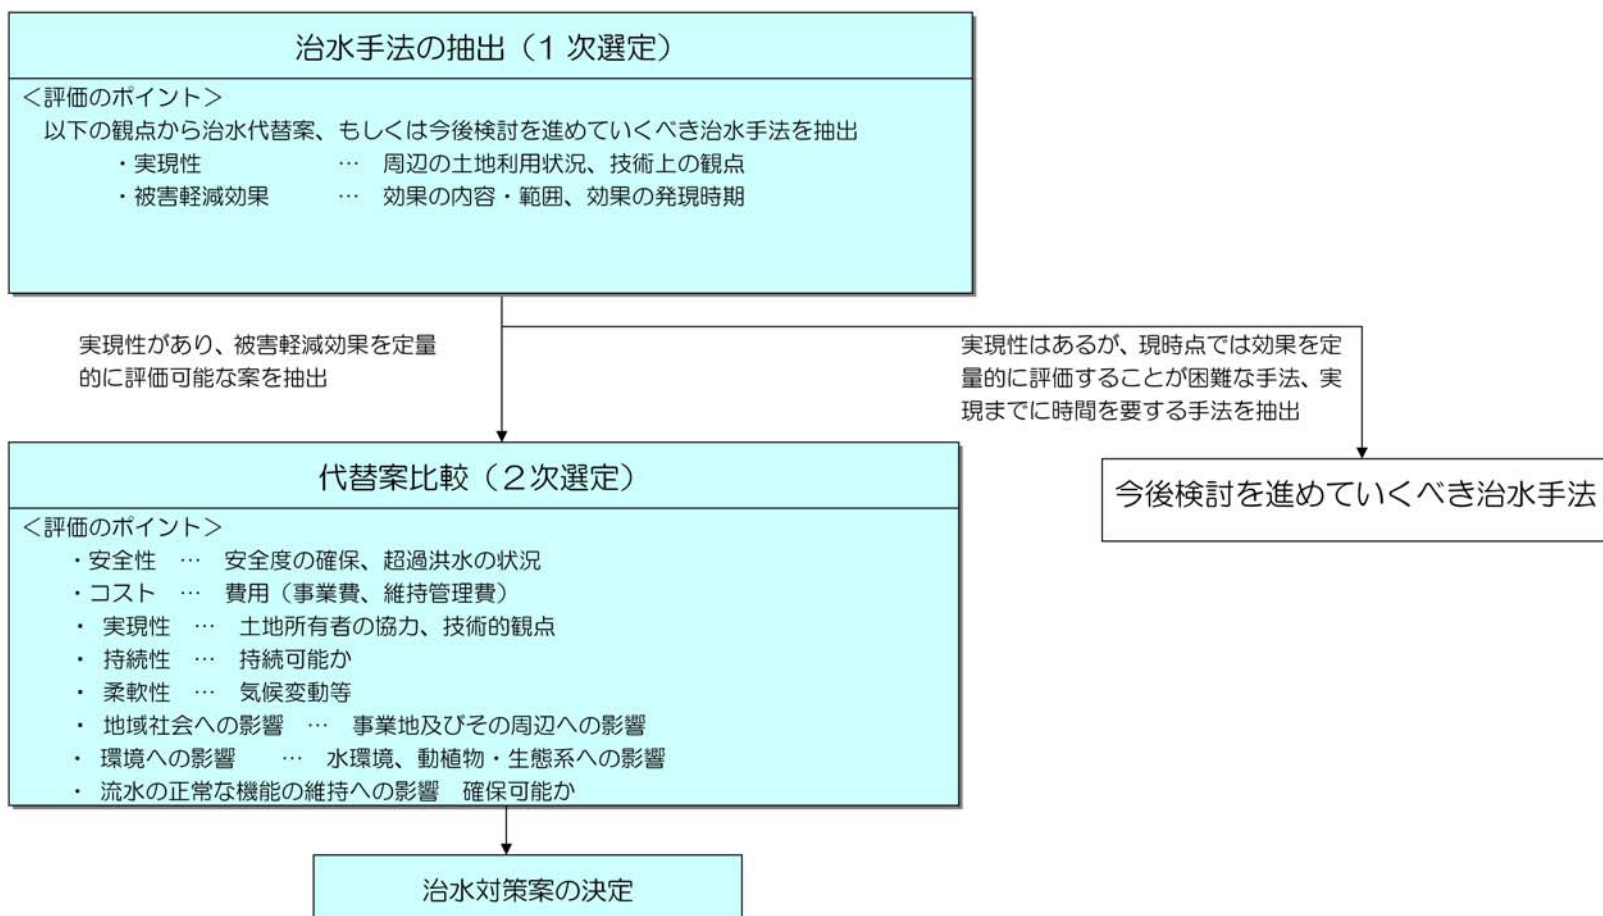 治水手法の抽出（1次選定）
＜評価のポイント＞
以下の観点から治水代替案、もしくは今後検討を進めていくべき治水手法を抽出
・実現性 … 周辺の土地利用状況、技術上の観点
・被害軽減効果 … 効果の内容・範囲、効果の発現時期
実現性があり、被害軽減効果を定量
的に評価可能な案を抽出
実現性はあるが、現時点では効果を定
量的に評価することが困難な手法、実
現までに時間を要する手法を抽出
代替案比較（２次選定）
＜評価のポイント＞
・安全性 … 安全度の確保、超過洪水の状況
・コスト … 費用（事業費、維持管理費）
・ 実現性 … 土地所有者の協力、技術的観点
・ 持続性 … 持続可能か
・ 柔軟性 … 気候変動等
・ 地域社会への影響 … 事業地及びその周辺への影響
・ 環境への影響 … 水環境、動植物・生態系への影響
・ 流水の正常な機能の維持への影響 確保可能か
今後検討を進めていくべき治水手法
治水対策案の決定